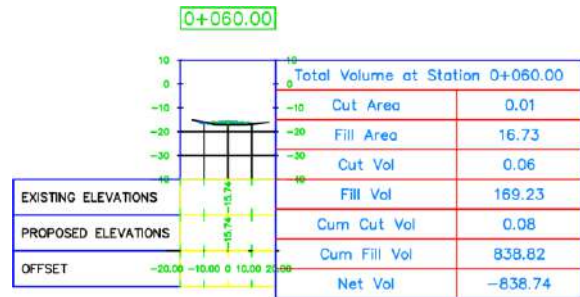 0+060.00
10 10
0 0
-10 -10
-20 -20
-30 -30
-40 -40
EXISTING ELEVATIONS -15.74
PROPOSED ELEVATIONS -15.74
OFFSET -20.00 -10.00 0 10.00 20.00
Total Volume at Station 0+060.00
Cut Area 0.01
Fill Area 16.73
Cut Vol 0.06
Fill Vol 169.23
Cum Cut Vol 0.08
Cum Fill Vol 838.82
Net Vol -838.74